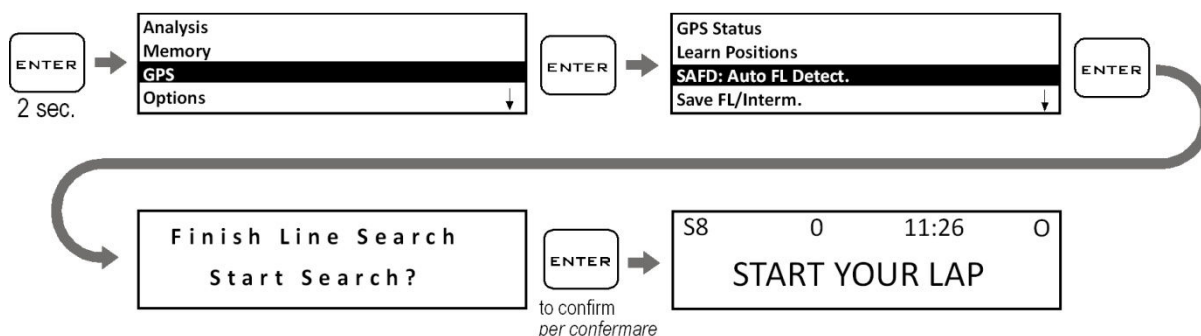 ENTER
2 sec.
Analysis
Memory
GPS
Options
ENTER
GPS Status
Learn Positions
SAFD: Auto FL Detect.
Save FL/Interm.
ENTER
Finish Line Search
Start Search?
ENTER
to confirm
per confermare
S8 0 11:26 O
START YOUR LAP